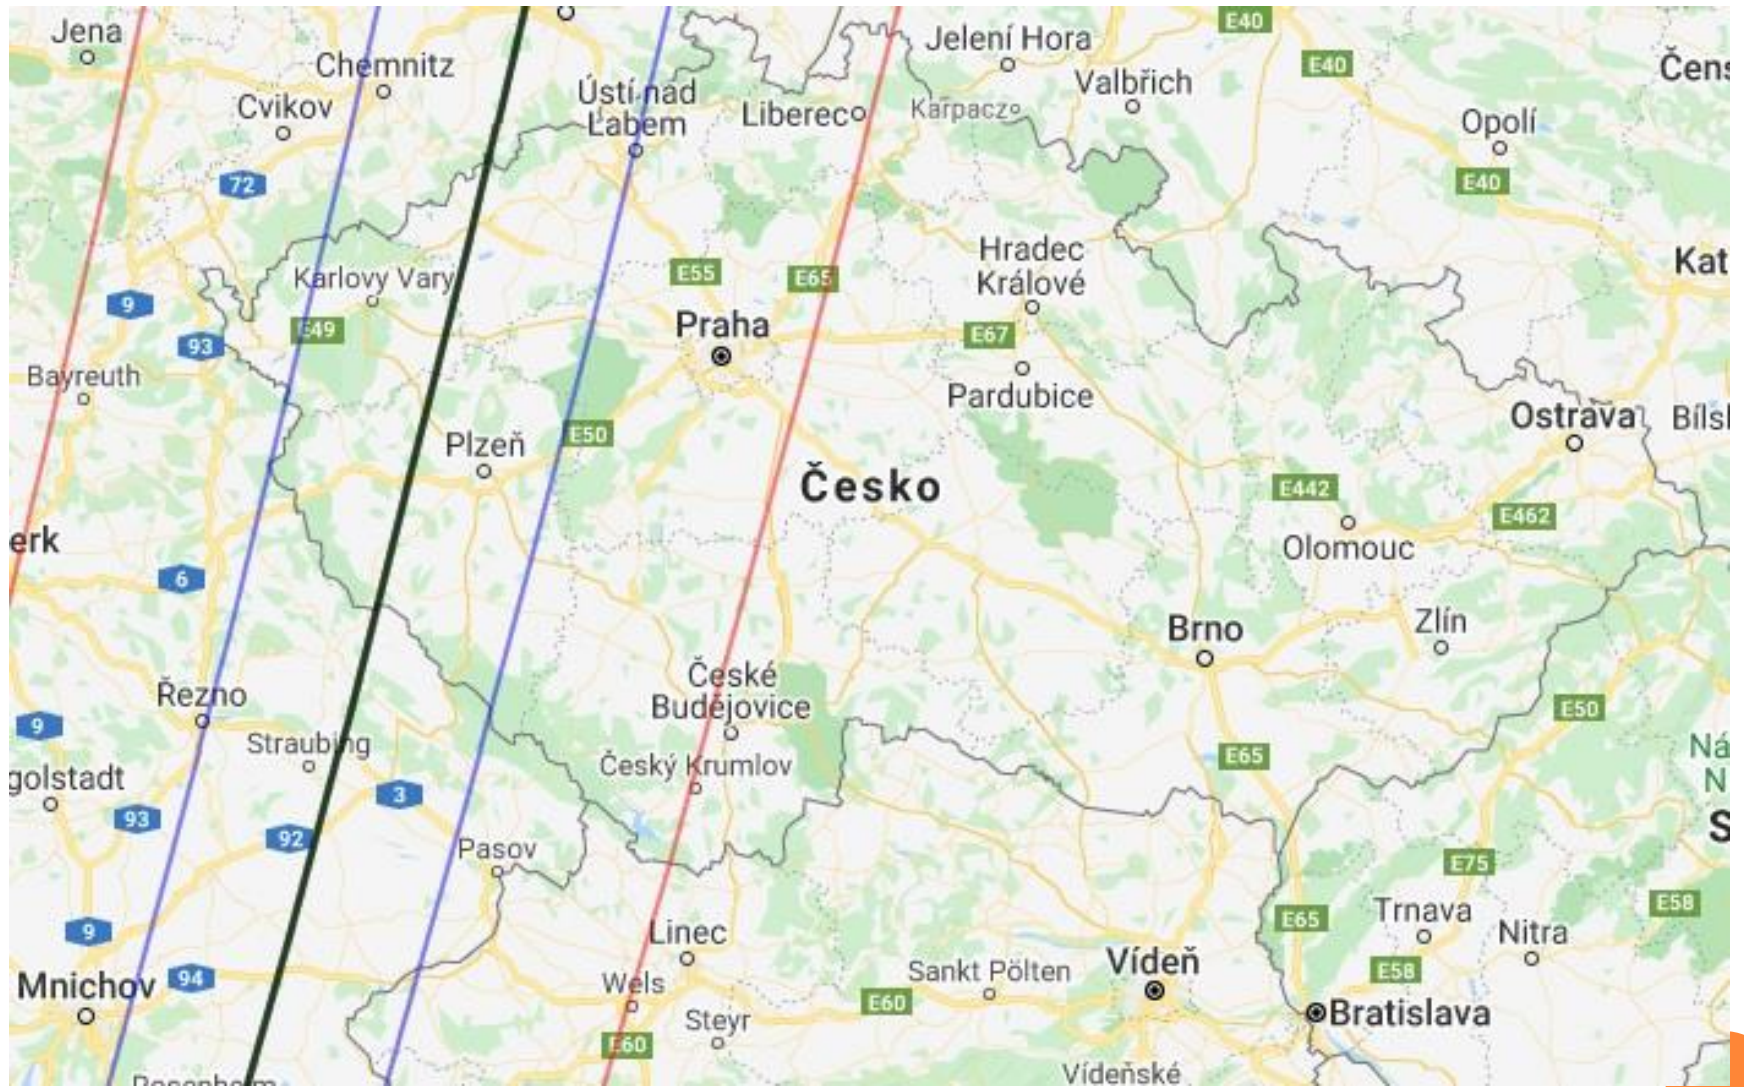 Jena
Chemnitz
Cvikov
Ústí nad
Labem
Liberec
Jelení Hora
Karpacz
Valbřich
E40
E40
Opolí
E40
72
Karlovy Vary
E49
9
93
Bayreuth
E55
E65
Praha
Hradec
Králové
E67
Pardubice
Kat
Plzeň
E50
Česko
Ostrava
E442
Olomouc
E462
erk
6
Brno
Zlín
České
Budějovice
Český Krumlov
Řezno
Straubing
9
golstadt
93
92
3
Pasov
E65
E50
Ná
N
S
E75
E58
E65
Trnava
Nitra
E58
9
Mnichov
94
Linec
Wels
Steyr
E60
Sankt Pölten
E60
Vídeň
Bratislava
Vídeňské